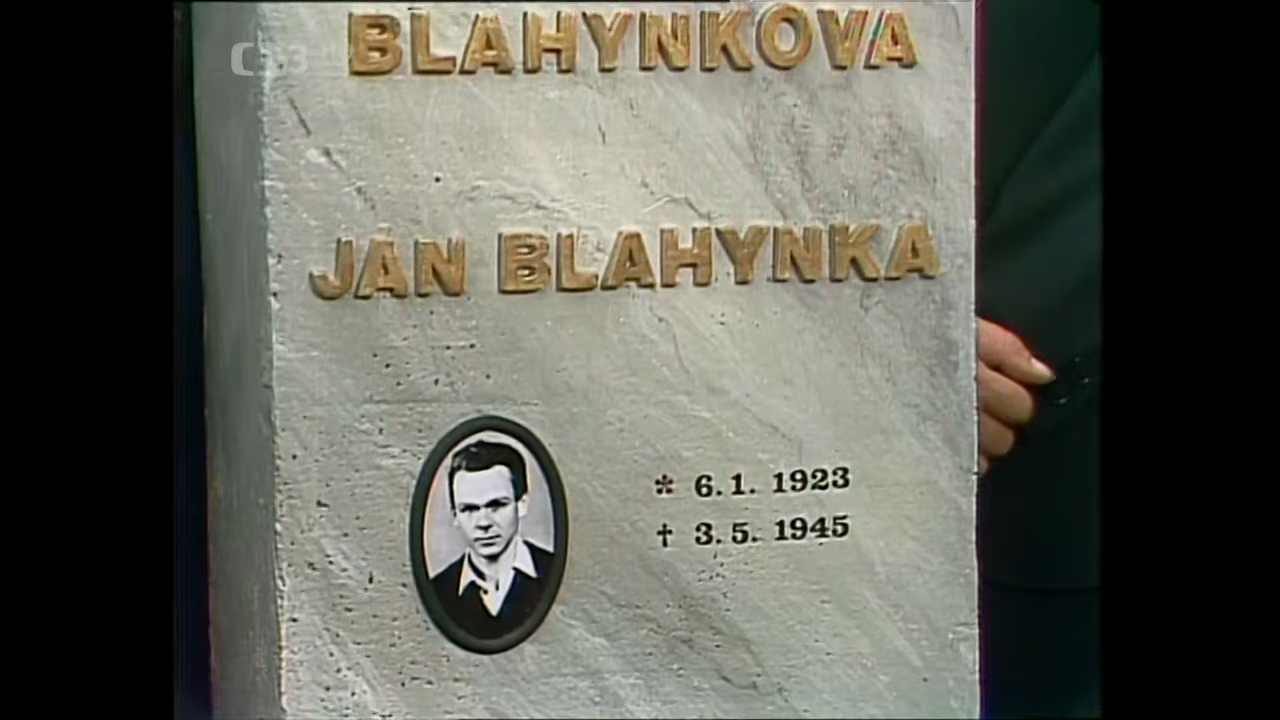 BLAHYNKOVA
JAN BLAHYNKA
* 6.1. 1923
† 3.5. 1945